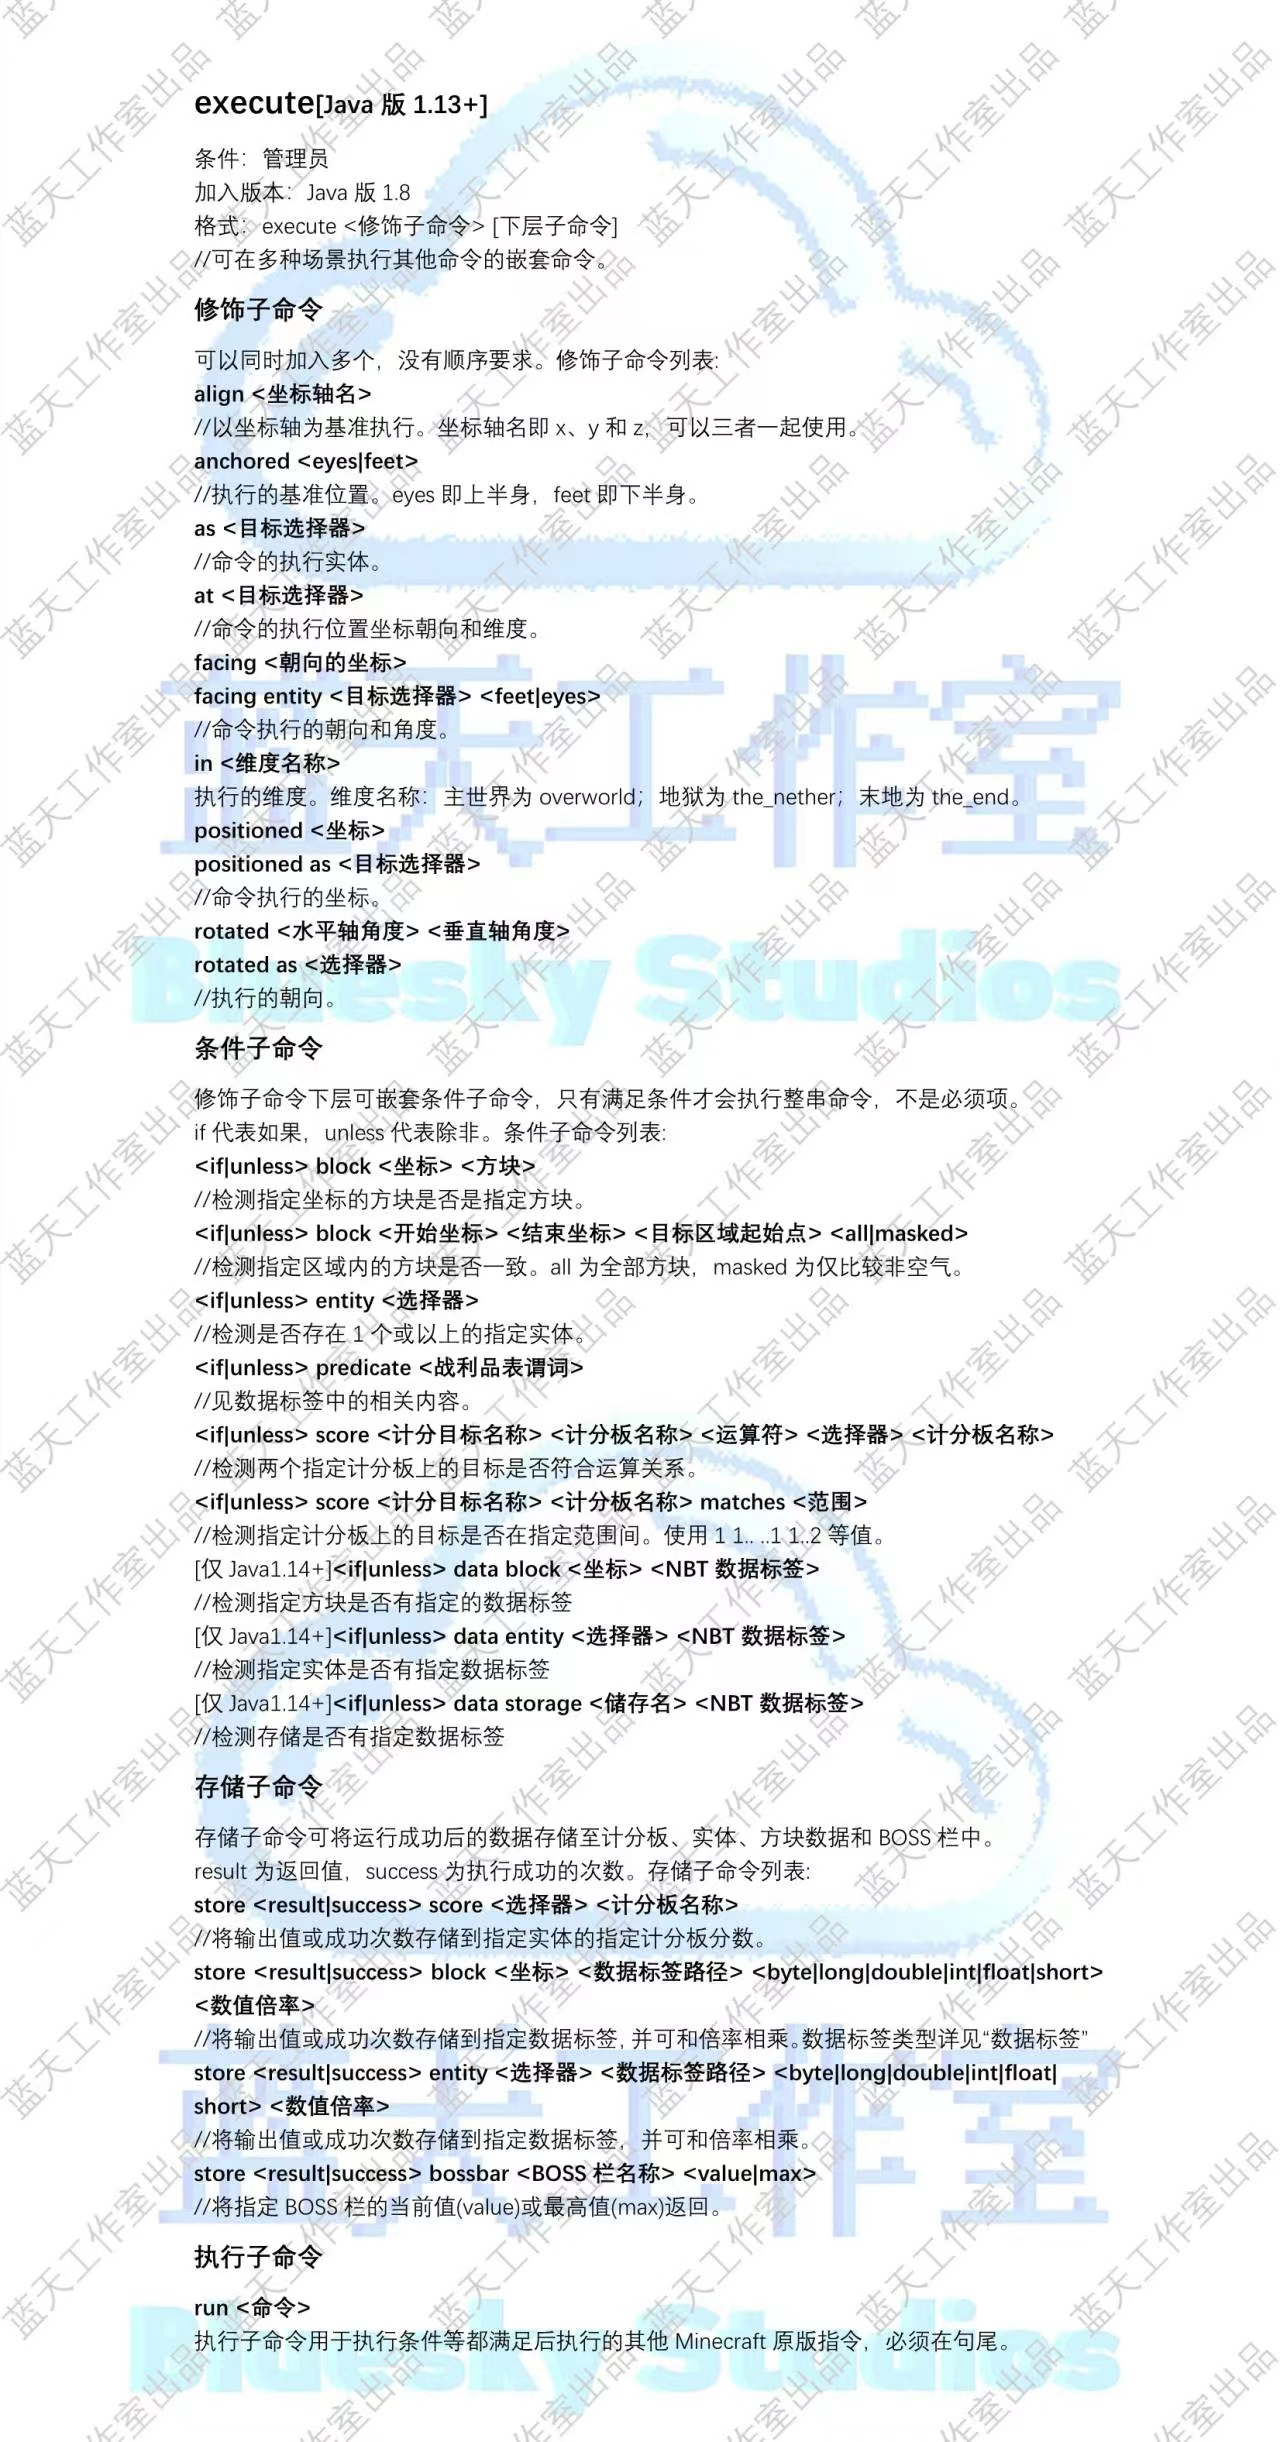 execute[Java 版 1.13+]
条件：管理员
加入版本：Java 版 1.8
格式：execute <修饰子命令> [下层子命令]
//可在多种场景执行其他命令的嵌套命令。
修饰子命令
可以同时加入多个，没有顺序要求。修饰子命令列表:
align <坐标轴名>
//以坐标轴为基准执行。坐标轴名即 x、y 和 z，可以三者一起使用。
anchored <eyes|feet>
//执行的基准位置。eyes 即上半身，feet 即下半身。
as <目标选择器>
//命令的执行实体。
at <目标选择器>
//命令的执行位置坐标朝向和维度。
facing <朝向的坐标>
facing entity <目标选择器> <feet|eyes>
//命令执行的朝向和角度。
in <维度名称>
执行的维度。维度名称：主世界为 overworld；地狱为 the_nether；末地为 the_end。
positioned <坐标>
positioned as <目标选择器>
//命令执行的坐标。
rotated <水平轴角度> <垂直轴角度>
rotated as <选择器>
//执行的朝向。
条件子命令
修饰子命令下层可嵌套条件子命令，只有满足条件才会执行整串命令，不是必须项。
if 代表如果，unless 代表除非。条件子命令列表:
<if|unless> block <坐标> <方块>
//检测指定坐标的方块是否是指定方块。
<if|unless> block <开始坐标> <结束坐标> <目标区域起始点> <all|masked>
//检测指定区域内的方块是否一致。all 为全部方块，masked 为仅比较非空气。
<if|unless> entity <选择器>
//检测是否存在 1 个或以上的指定实体。
<if|unless> predicate <战利品表谓词>
//见数据标签中的相关内容。
<if|unless> score <计分目标名称> <计分板名称> <运算符> <选择器> <计分板名称>
//检测两个指定计分板上的目标是否符合运算关系。
<if|unless> score <计分目标名称> <计分板名称> matches <范围>
//检测指定计分板上的目标是否在指定范围间。使用 1 1.. ..1 1..2 等值。
[仅 Java1.14+]<if|unless> data block <坐标> <NBT 数据标签>
//检测指定方块是否有指定的数据标签
[仅 Java1.14+]<if|unless> data entity <选择器> <NBT 数据标签>
//检测指定实体是否有指定数据标签
[仅 Java1.14+]<if|unless> data storage <储存名> <NBT 数据标签>
//检测存储是否有指定数据标签
存储子命令
存储子命令可将运行成功后的数据存储至计分板、实体、方块数据和 BOSS 栏中。
result 为返回值，success 为执行成功的次数。存储子命令列表:
store <result|success> score <选择器> <计分板名称>
//将输出值或成功次数存储到指定实体的指定计分板分数。
store <result|success> block <坐标> <数据标签路径> <byte|long|double|int|float|short>
<数值倍率>
//将输出值或成功次数存储到指定数据标签，并可和倍率相乘。数据标签类型详见“数据标签”
store <result|success> entity <选择器> <数据标签路径> <byte|long|double|int|float|
short> <数值倍率>
//将输出值或成功次数存储到指定数据标签，并可和倍率相乘。
store <result|success> bossbar <BOSS 栏名称> <value|max>
//将指定 BOSS 栏的当前值(value)或最高值(max)返回。
执行子命令
run <命令>
执行子命令用于执行条件等都满足后执行的其他 Minecraft 原版指令，必须在句尾。
蓝天工作室
Bluesky Studios
蓝天工作室出品